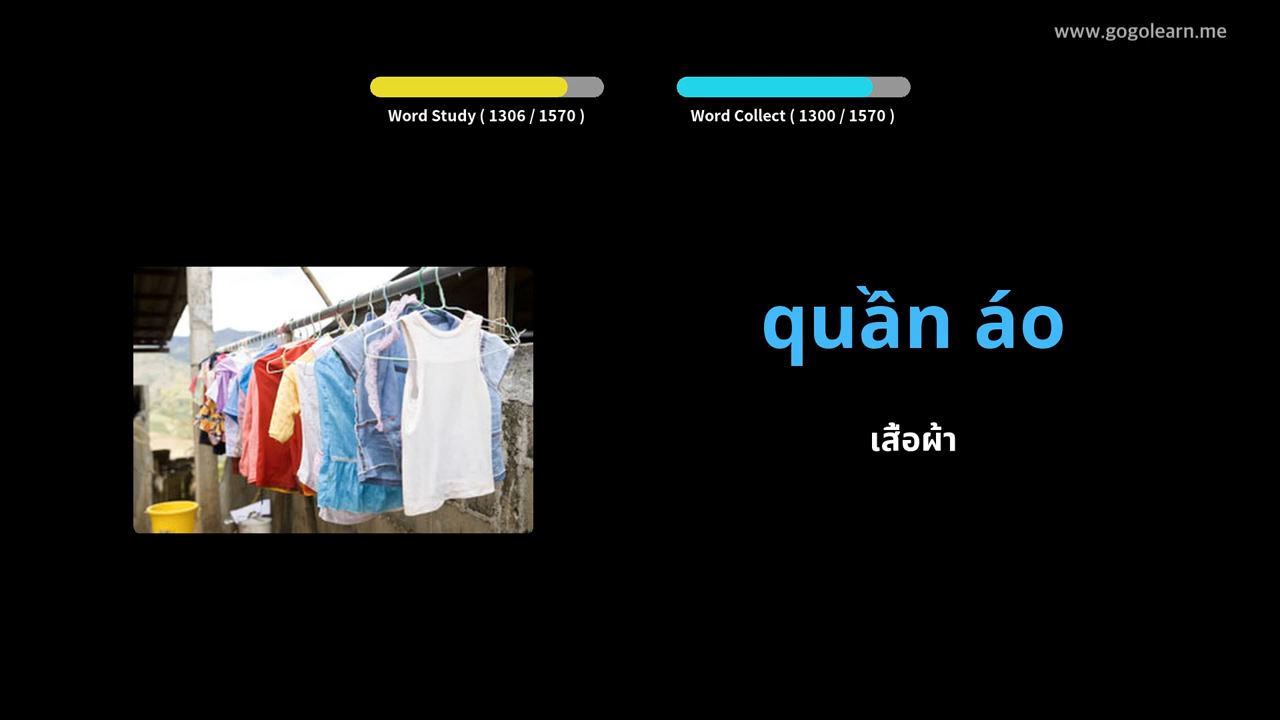 www.gogolearn.me
Word Study ( 1306 / 1570 )
Word Collect ( 1300 / 1570 )
quần áo
เสื้อผ้า